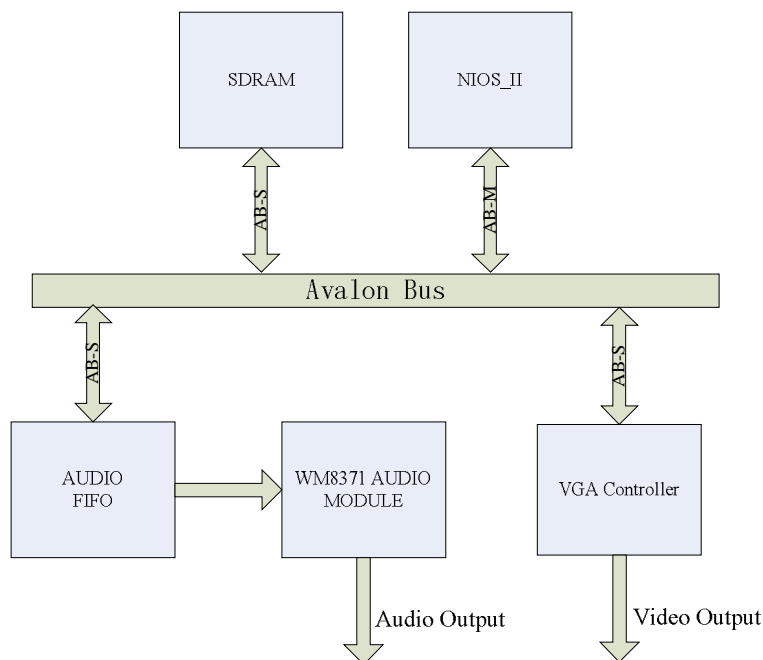 SDRAM
NIOS_II
AB-S
AB-M
Avalon Bus
AB-S
AB-S
AUDIO
FIFO
WM8371 AUDIO
MODULE
VGA Controller
Audio Output
Video Output